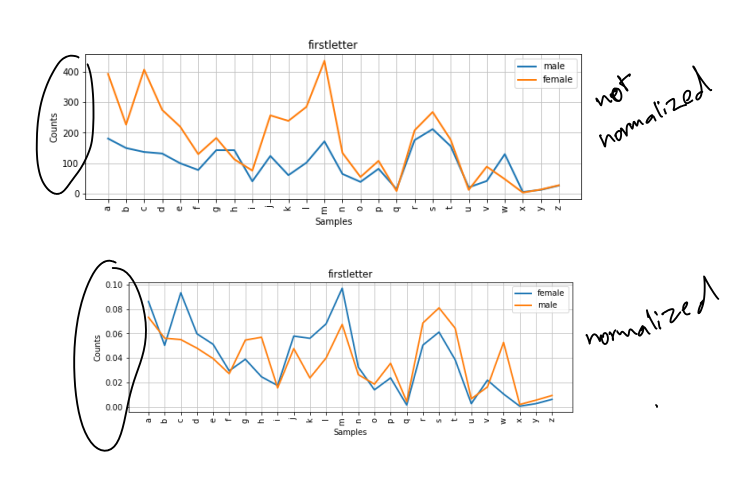 firstletter
male
female
400
300
200
100
0
Counts
a b c d e f g h i j k l m n o p q r s t u v w x y z
Samples
not
normalized
firstletter
female
male
0.10
0.08
0.06
0.04
0.02
0.00
Counts
a b c d e f g h i j k l m n o p q r s t u v w x y z
Samples
normalized